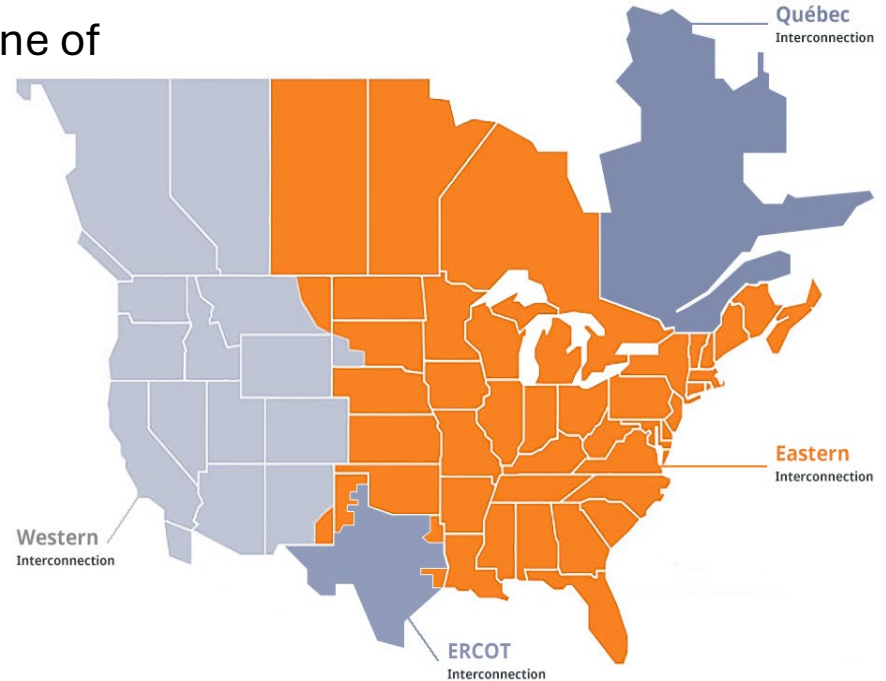 ne of
Québec
Interconnection
Eastern
Interconnection
Western
Interconnection
ERCOT
Interconnection